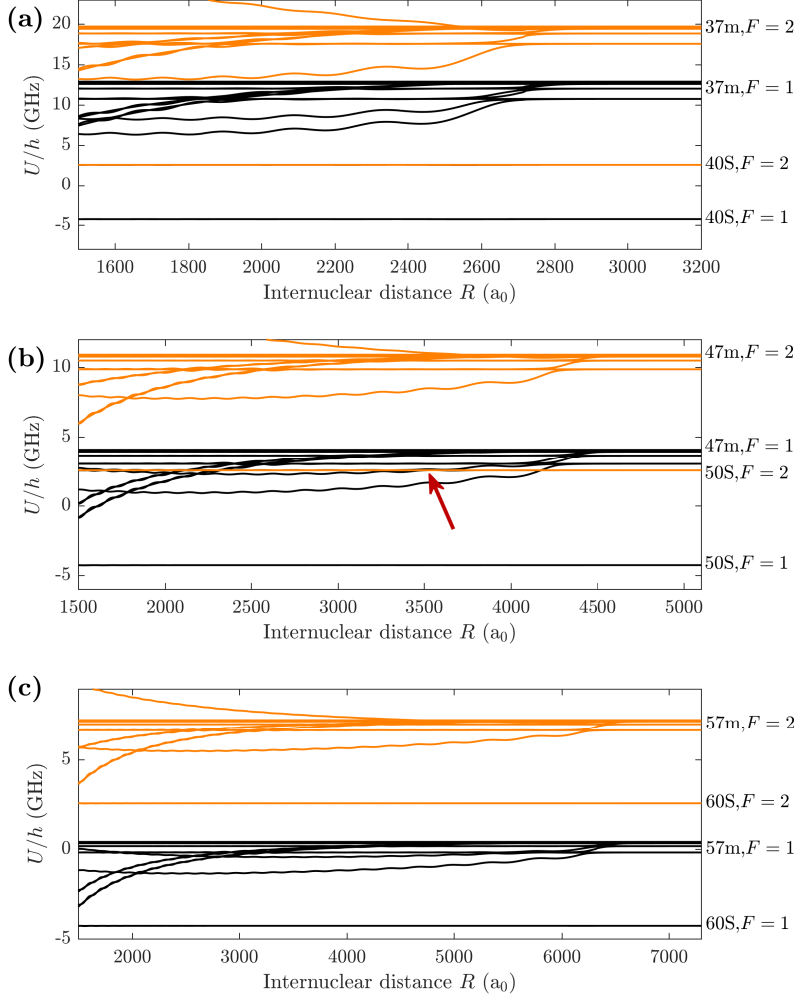 (a)
20
15
10
5
0
-5
U/h (GHz)
37m,F = 2
37m,F = 1
40S,F = 2
40S,F = 1
1600 1800 2000 2200 2400 2600 2800 3000 3200
Internuclear distance R (a₀)
(b)
10
5
0
-5
U/h (GHz)
47m,F = 2
47m,F = 1
50S,F = 2
50S,F = 1
1500 2000 2500 3000 3500 4000 4500 5000
Internuclear distance R (a₀)
(c)
5
0
-5
U/h (GHz)
57m,F = 2
60S,F = 2
57m,F = 1
60S,F = 1
2000 3000 4000 5000 6000 7000
Internuclear distance R (a₀)